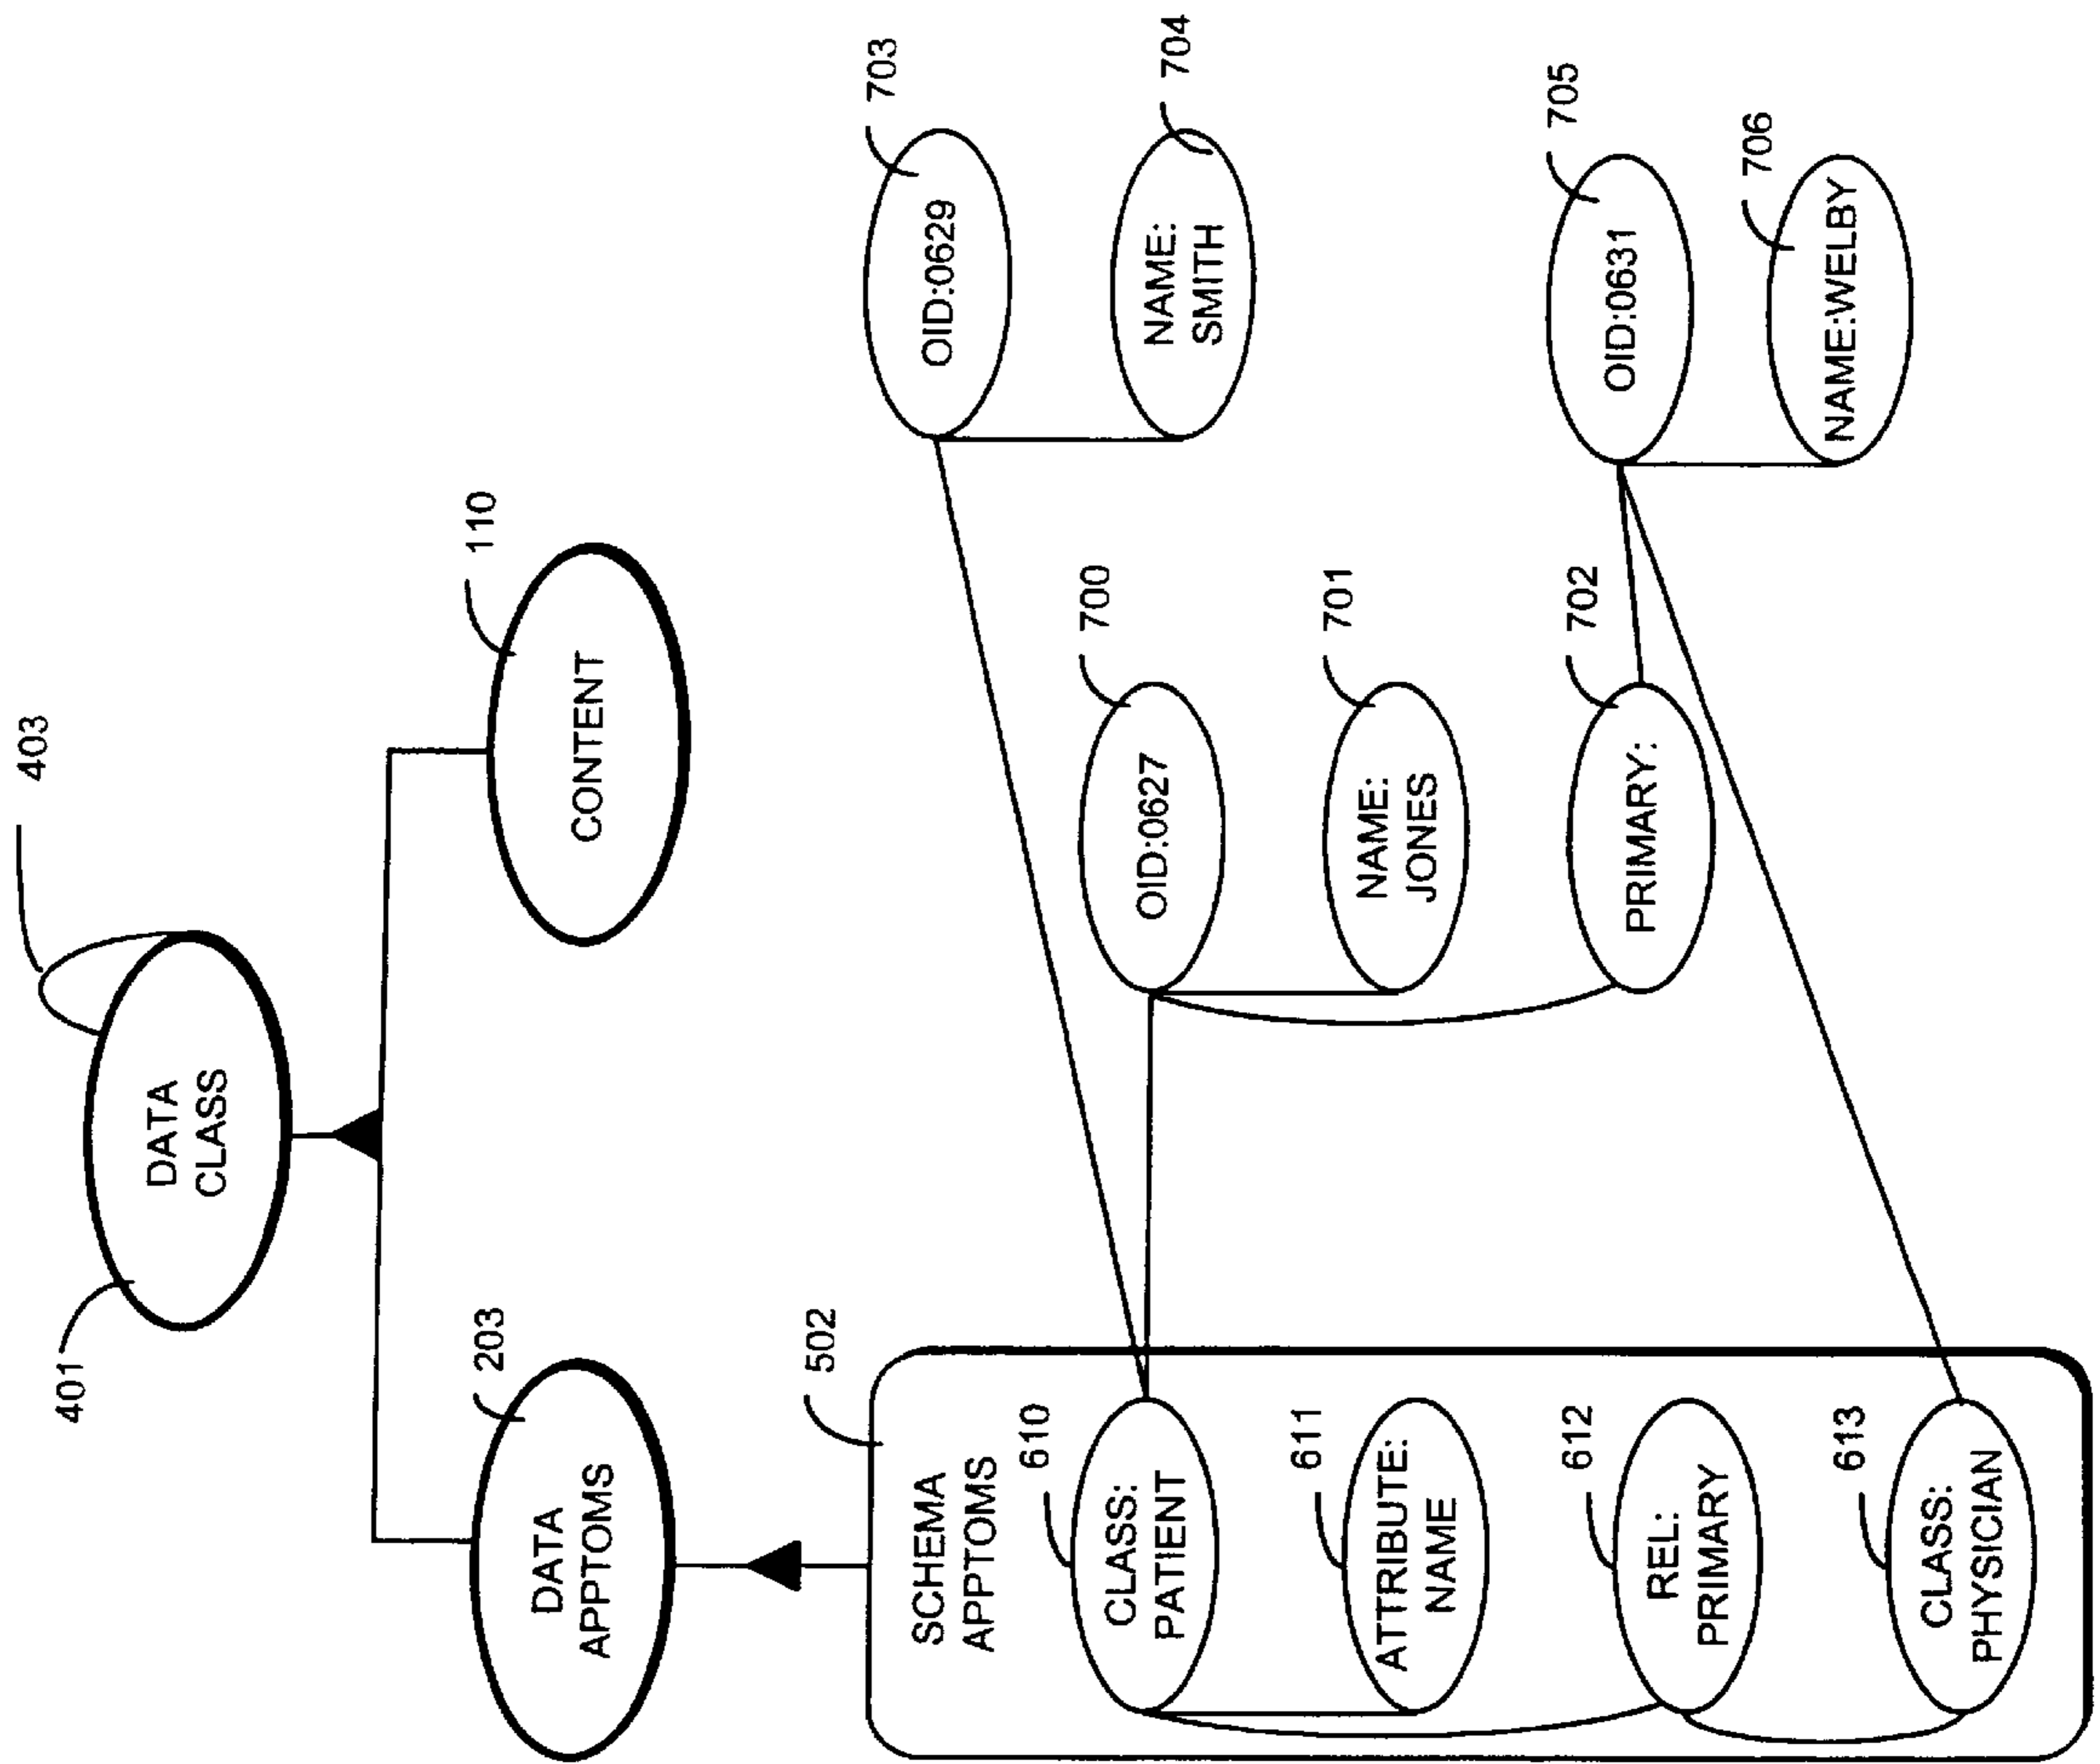 403
401
DATA
CLASS
203
DATA
APPTOMS
110
CONTENT
502
SCHEMA
APPTOMS
610
CLASS:
PATIENT
611
ATTRIBUTE:
NAME
612
REL:
PRIMARY
613
CLASS:
PHYSICIAN
700
OID:0627
701
NAME:
JONES
702
PRIMARY:
703
OID:0629
704
NAME:
SMITH
705
OID:0631
706
NAME:WELBY